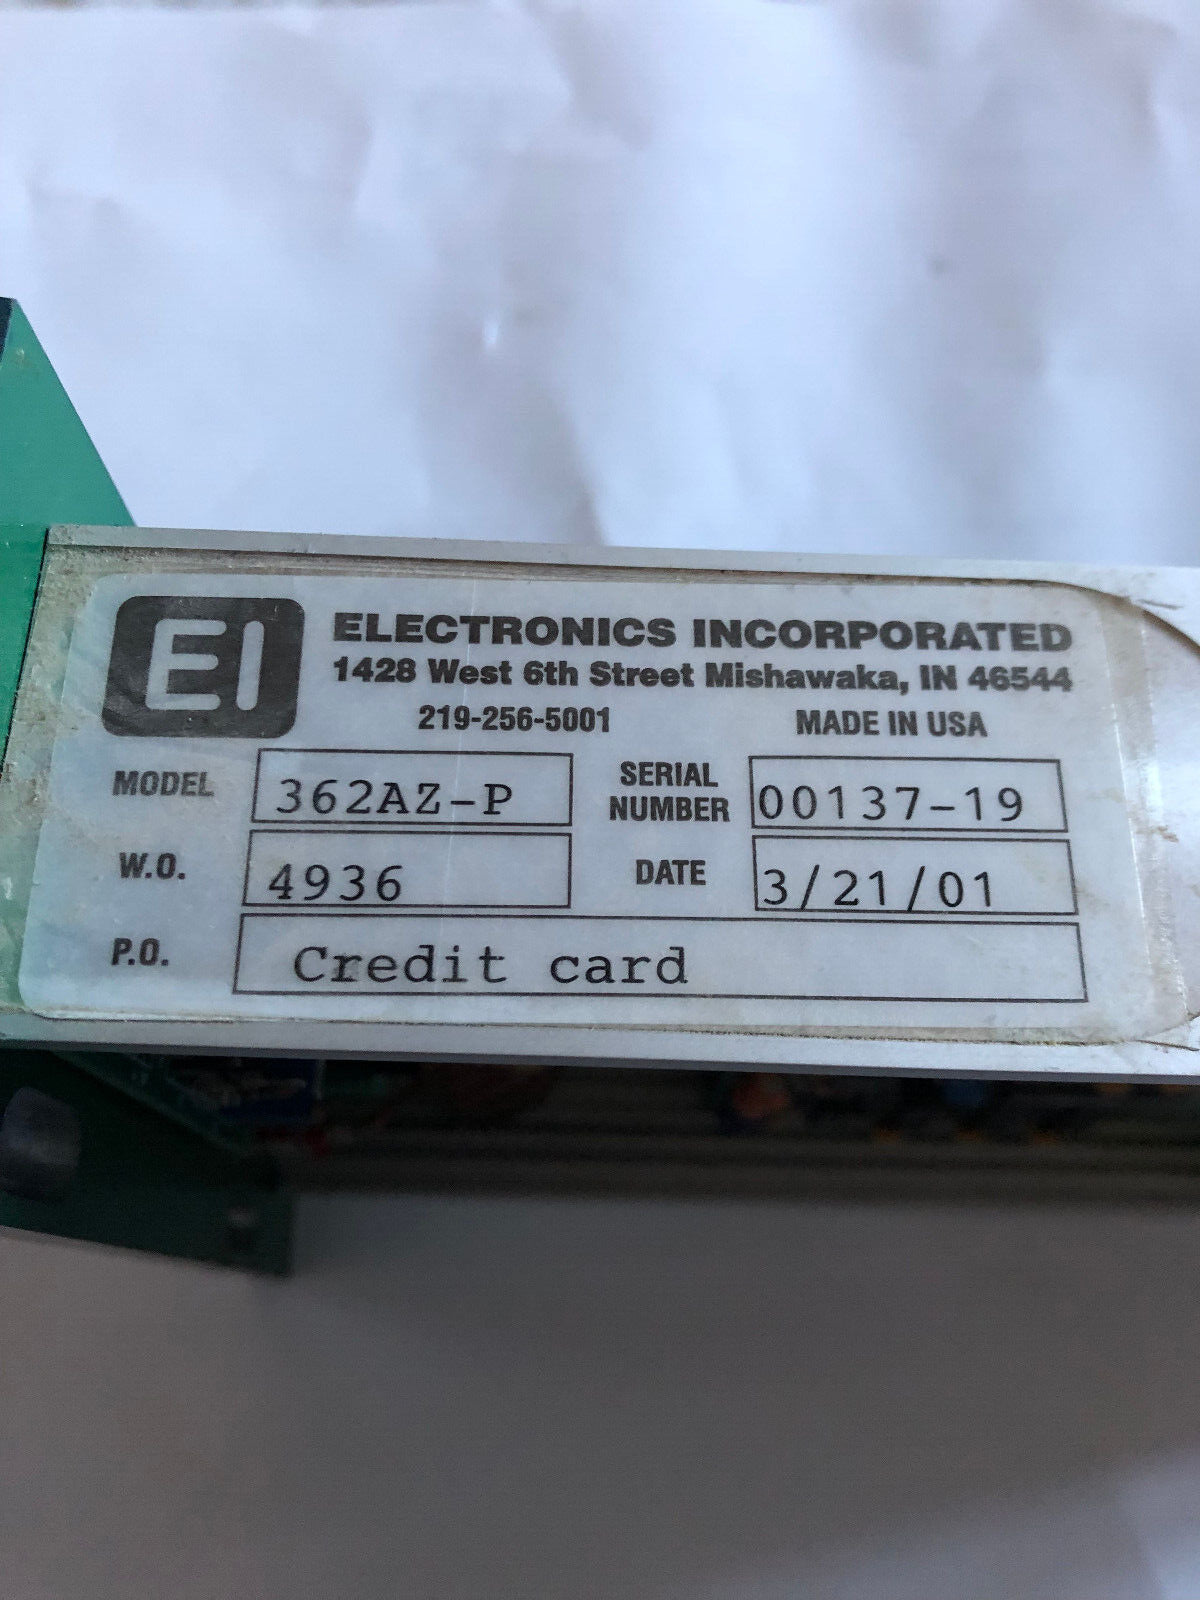 EI
ELECTRONICS INCORPORATED
1428 West 6th Street Mishawaka, IN 46544
219-256-5001 MADE IN USA
MODEL 362AZ-P SERIAL NUMBER 00137-19
W.O. 4936 DATE 3/21/01
P.O. Credit card